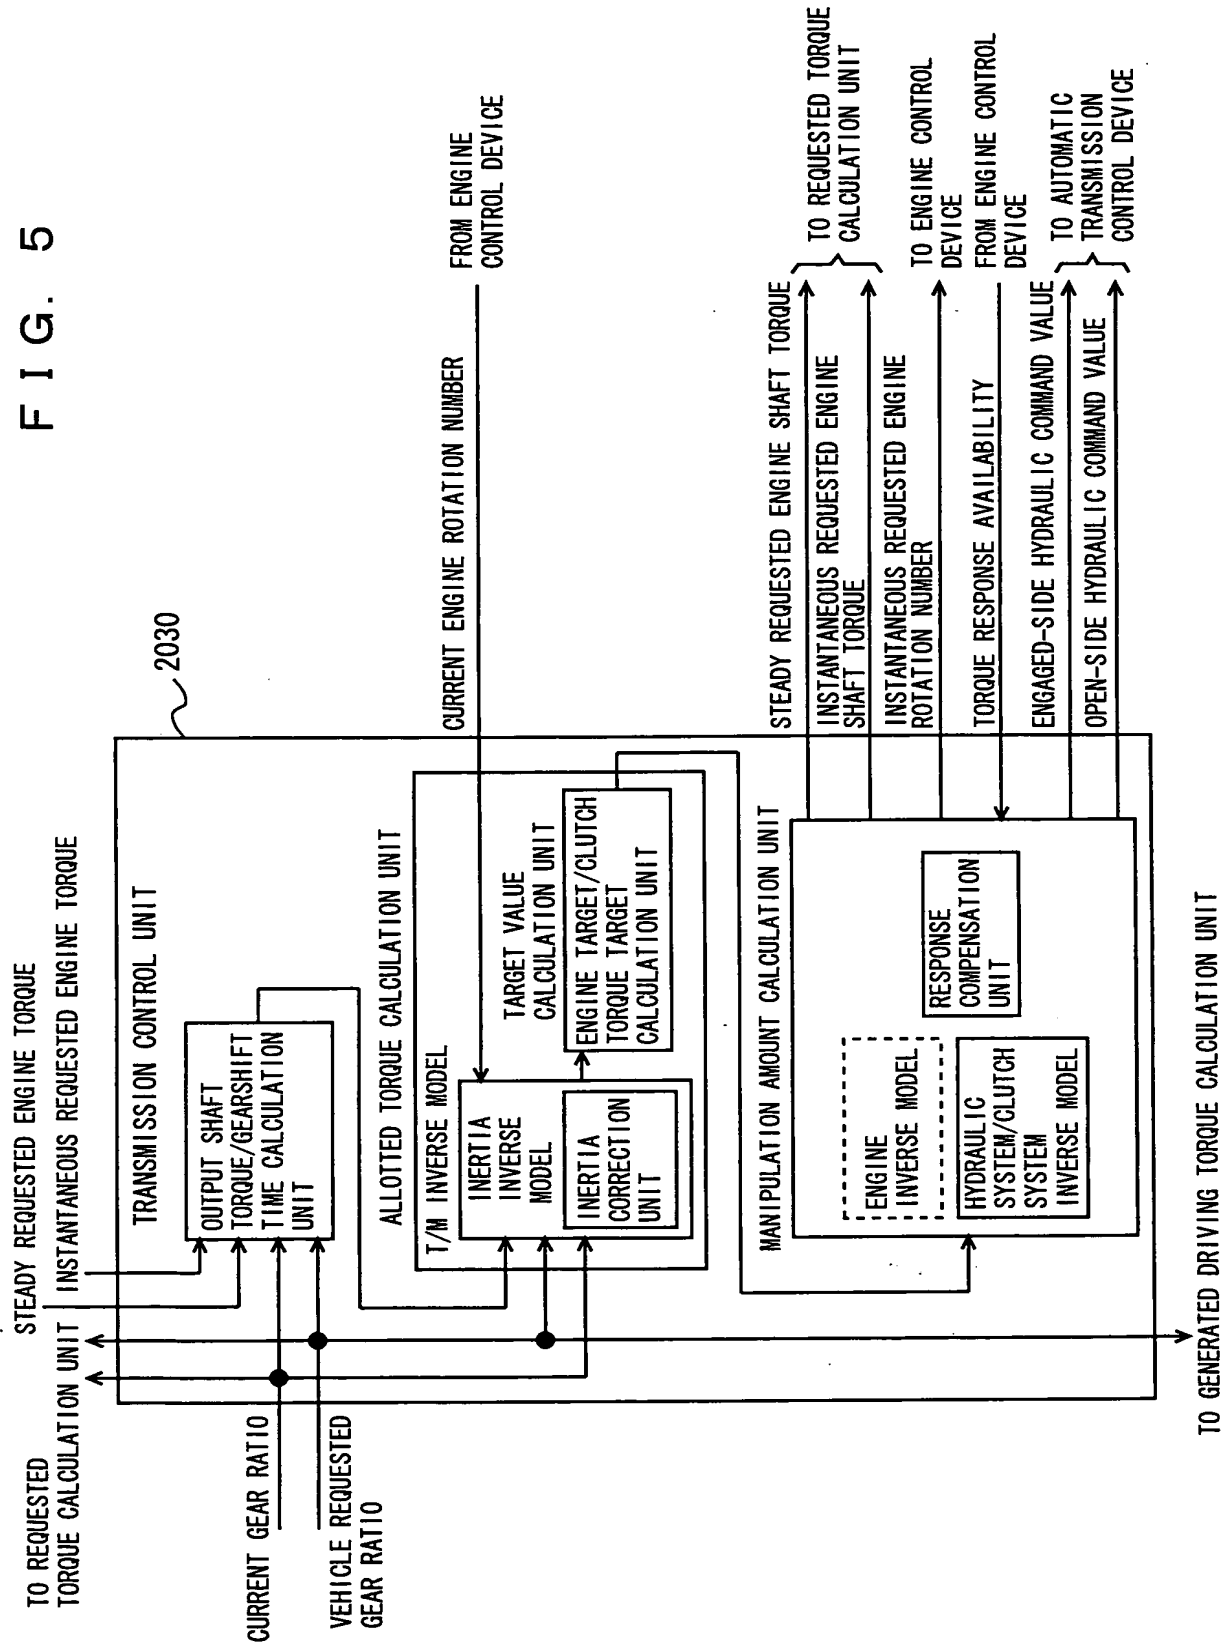 F I G. 5
TO REQUESTED
TORQUE CALCULATION UNIT
STEADY REQUESTED ENGINE TORQUE
INSTANTANEOUS REQUESTED ENGINE TORQUE
CURRENT GEAR RATIO
VEHICLE REQUESTED
GEAR RATIO
2030
TRANSMISSION CONTROL UNIT
OUTPUT SHAFT
TORQUE/GEARSHIFT
TIME CALCULATION
UNIT
ALLOTTED TORQUE CALCULATION UNIT
T/M INVERSE MODEL
INERTIA
INVERSE
MODEL
INERTIA
CORRECTION
UNIT
TARGET VALUE
CALCULATION UNIT
ENGINE TARGET/CLUTCH
TORQUE TARGET
CALCULATION UNIT
CURRENT ENGINE ROTATION NUMBER
FROM ENGINE
CONTROL DEVICE
MANIPULATION AMOUNT CALCULATION UNIT
ENGINE
INVERSE MODEL
HYDRAULIC
SYSTEM/CLUTCH
SYSTEM
INVERSE MODEL
RESPONSE
COMPENSATION
UNIT
STEADY REQUESTED ENGINE SHAFT TORQUE
INSTANTANEOUS REQUESTED ENGINE
SHAFT TORQUE
TO REQUESTED TORQUE
CALCULATION UNIT
INSTANTANEOUS REQUESTED ENGINE
ROTATION NUMBER
TO ENGINE CONTROL
DEVICE
TORQUE RESPONSE AVAILABILITY
FROM ENGINE CONTROL
DEVICE
ENGAGED-SIDE HYDRAULIC COMMAND VALUE
OPEN-SIDE HYDRAULIC COMMAND VALUE
TO AUTOMATIC
TRANSMISSION
CONTROL DEVICE
TO GENERATED DRIVING TORQUE CALCULATION UNIT